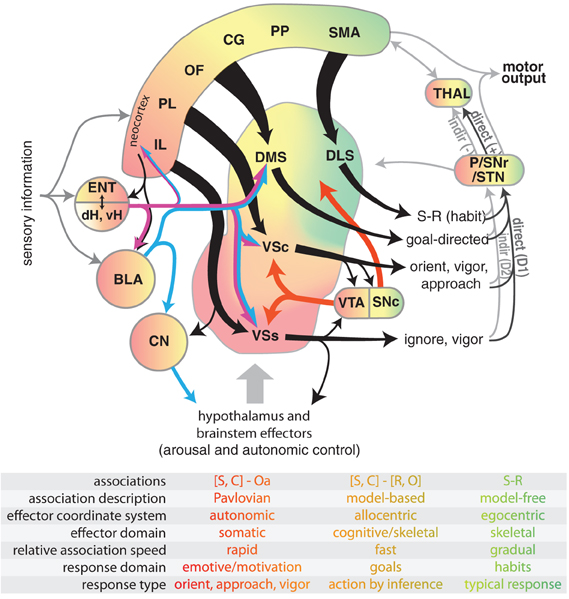 CG
PP
SMA
OF
PL
IL
neocortex
motor
output
THAL
indir (-)
direct (+)
P/SNr
/STN
DMS
DLS
sensory information
ENT
dH, vH
S-R (habit)
goal-directed
indir (D2)
direct (D1)
VSc
orient, vigor,
approach
BLA
VTA
SNc
CN
VSs
ignore, vigor
hypothalamus and
brainstem effectors
(arousal and autonomic control)
associations [S, C] - Oa [S, C] - [R, O] S-R
association description Pavlovian model-based model-free
effector coordinate system autonomic allocentric egocentric
effector domain somatic cognitive/skeletal skeletal
relative association speed rapid fast gradual
response domain emotive/motivation goals habits
response type orient, approach, vigor action by inference typical response